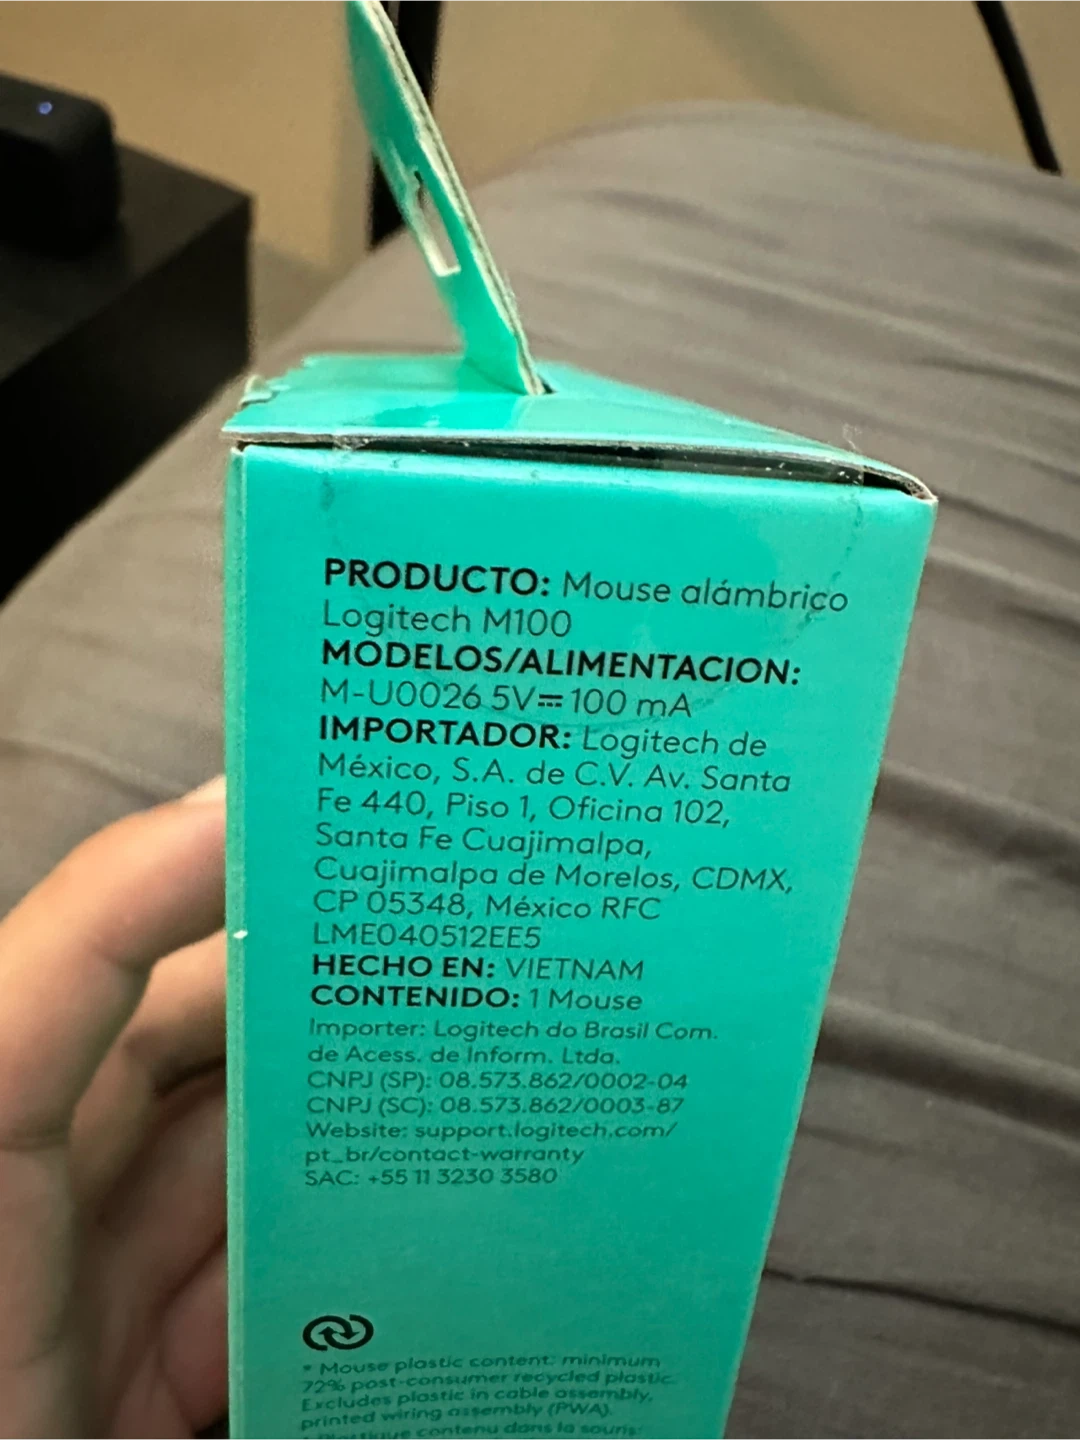 PRODUCTO: Mouse alámbrico
Logitech M100
MODELOS/ALIMENTACION:
M-U0026 5V⎓100 mA
IMPORTADOR: Logitech de
México, S.A. de C.V. Av. Santa
Fe 440, Piso 1, Oficina 102,
Santa Fe Cuajimalpa,
Cuajimalpa de Morelos, CDMX,
CP 05348, México RFC
LME040512EE5
HECHO EN: VIETNAM
CONTENIDO: 1 Mouse
Importer: Logitech do Brasil Com.
de Acess. de Inform. Ltda.
CNPJ (SP): 08.573.862/0002-04
CNPJ (SC): 08.573.862/0003-87
Website: support.logitech.com/
pt_br/contact-warranty
SAC: +55 11 3230 3580
* Mouse plastic content: minimum
72% post-consumer recycled plastic.
Excludes plastic in cable assembly,
printed wiring assembly (PWA).
* Plastique contenu dans la souris: